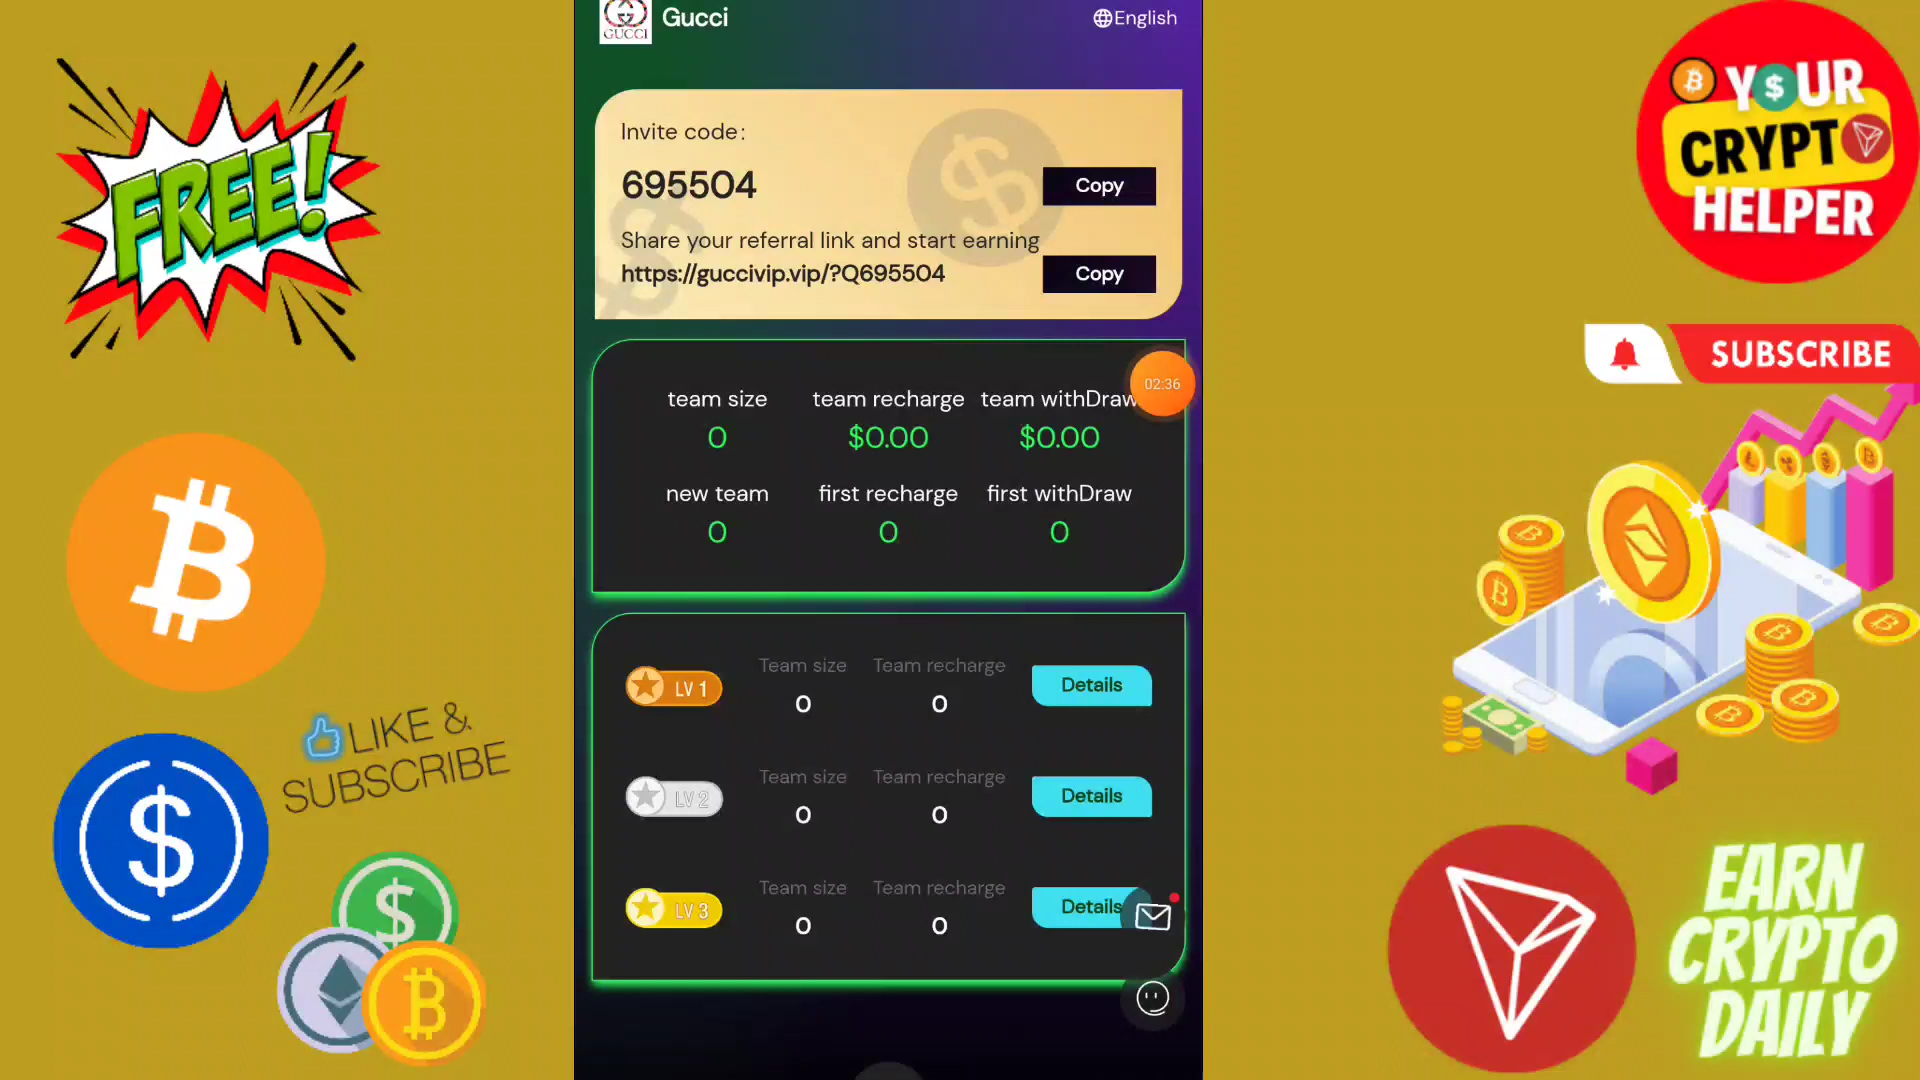 FREE!
LIKE &
SUBSCRIBE
GUCCI
Gucci
English
Invite code:
695504
Copy
Share your referral link and start earning
https://guccivip.vip/?Q695504
Copy
02:36
team size
team recharge
team withDraw
0
$0.00
$0.00
new team
first recharge
first withDraw
0
0
0
Team size
Team recharge
LV 1
0
0
Details
Team size
Team recharge
LV 2
0
0
Details
Team size
Team recharge
LV 3
0
0
Details
Y$UR
CRYPT
HELPER
SUBSCRIBE
EARN
CRYPTO
DAILY